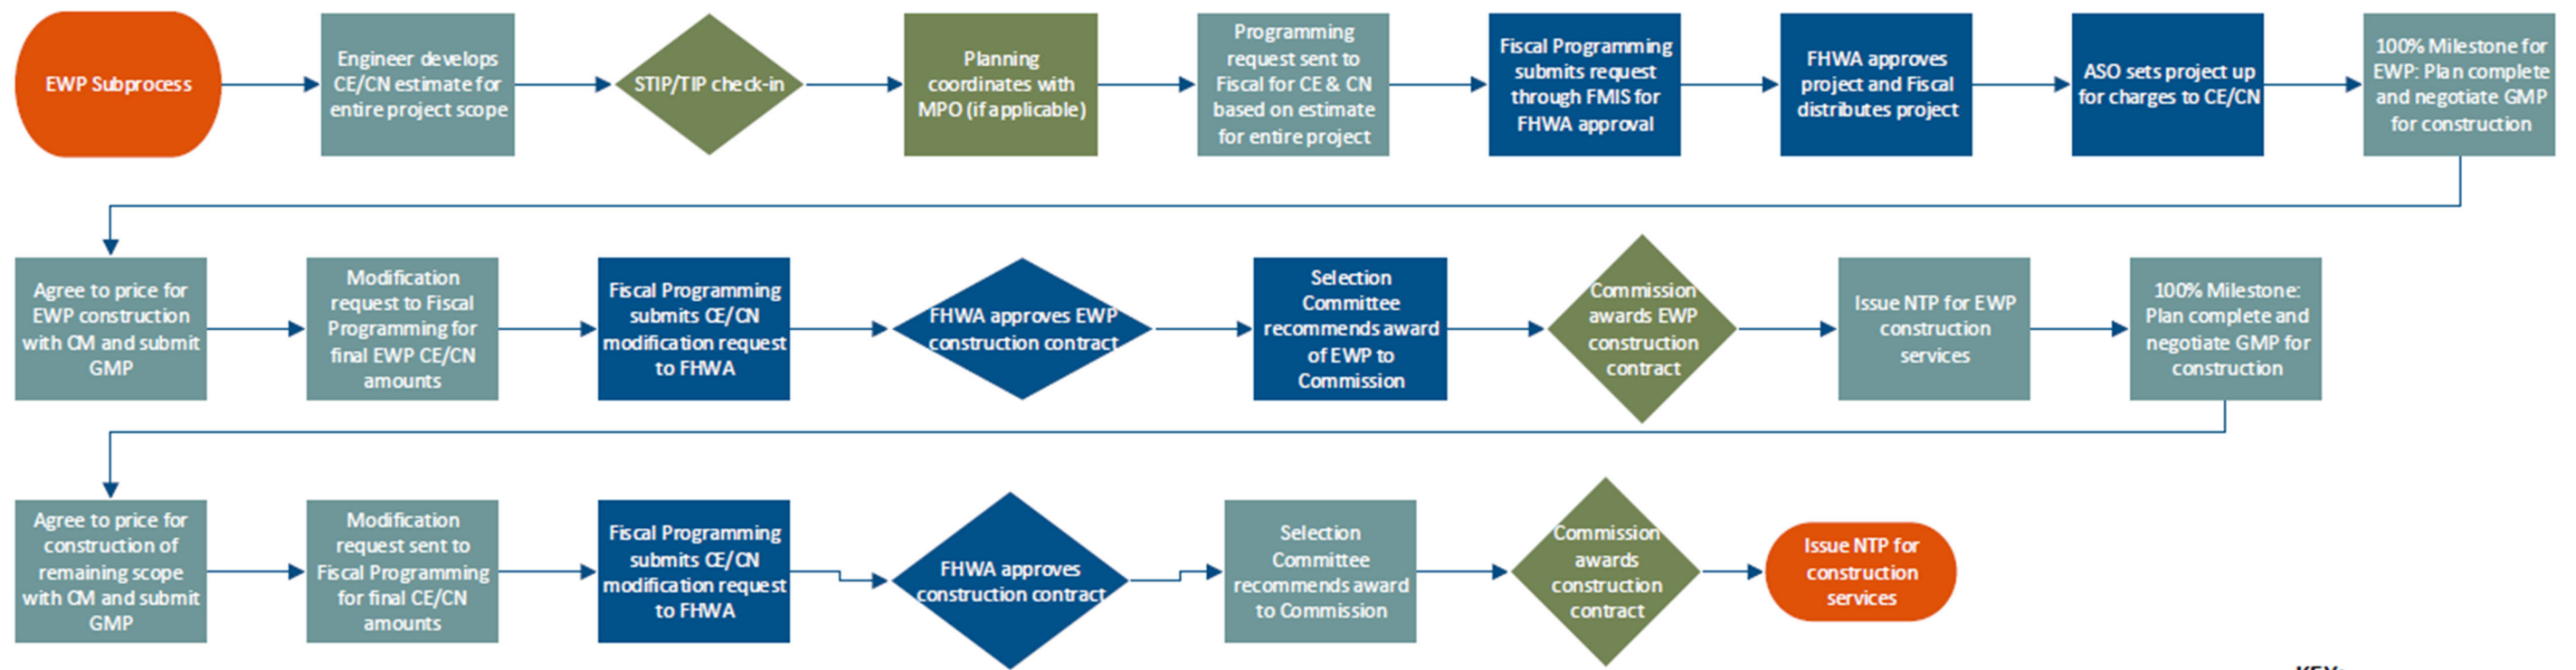 EWP Subprocess
Engineer develops
CE/CN estimate for
entire project scope
STIP/TIP check-in
Planning
coordinates with
MPO (if applicable)
Programming
request sent to
Fiscal for CE & CN
based on estimate
for entire project
Fiscal Programming
submits request
through FMIS for
FHWA approval
FHWA approves
project and Fiscal
distributes project
ASO sets project up
for charges to CE/CN
100% Milestone for
EWP: Plan complete
and negotiate GMP
for construction
Agree to price for
EWP construction
with CM and submit
GMP
Modification
request to Fiscal
Programming for
final EWP CE/CN
amounts
Fiscal Programming
submits CE/CN
modification request
to FHWA
FHWA approves EWP
construction contract
Selection
Committee
recommends award
of EWP to
Commission
Commission
awards EWP
construction
contract
Issue NTP for EWP
construction
services
100% Milestone:
Plan complete and
negotiate GMP for
construction
Agree to price for
construction of
remaining scope
with CM and submit
GMP
Modification
request sent to
Fiscal Programming
for final CE/CN
amounts
Fiscal Programming
submits CE/CN
modification request
to FHWA
FHWA approves
construction contract
Selection
Committee
recommends award
to Commission
Commission
awards
construction
contract
Issue NTP for
construction
services